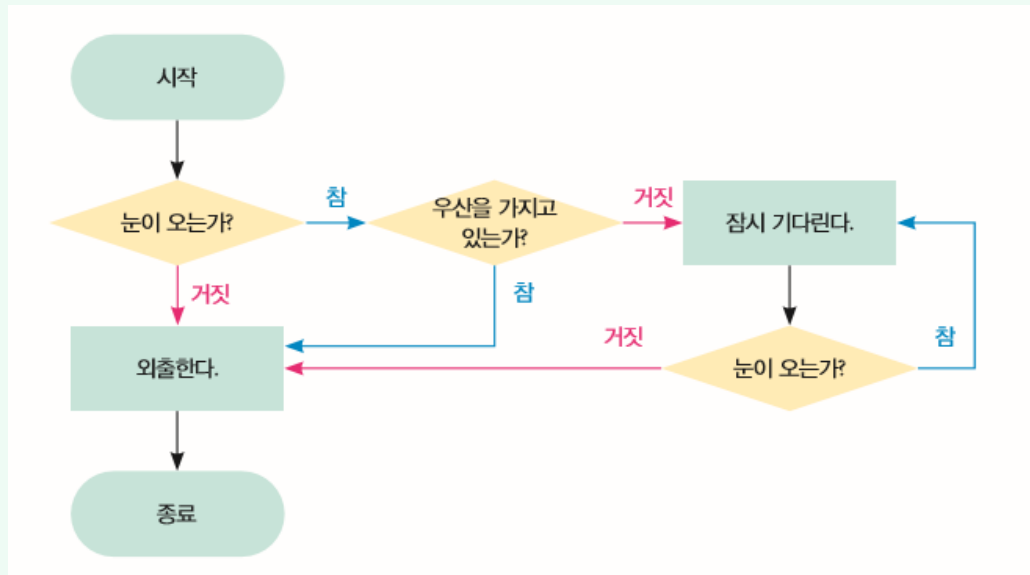 시작
눈이 오는가?
참
우산을 가지고
있는가?
거짓
잠시 기다린다.
거짓
참
외출한다.
거짓
눈이 오는가?
참
종료